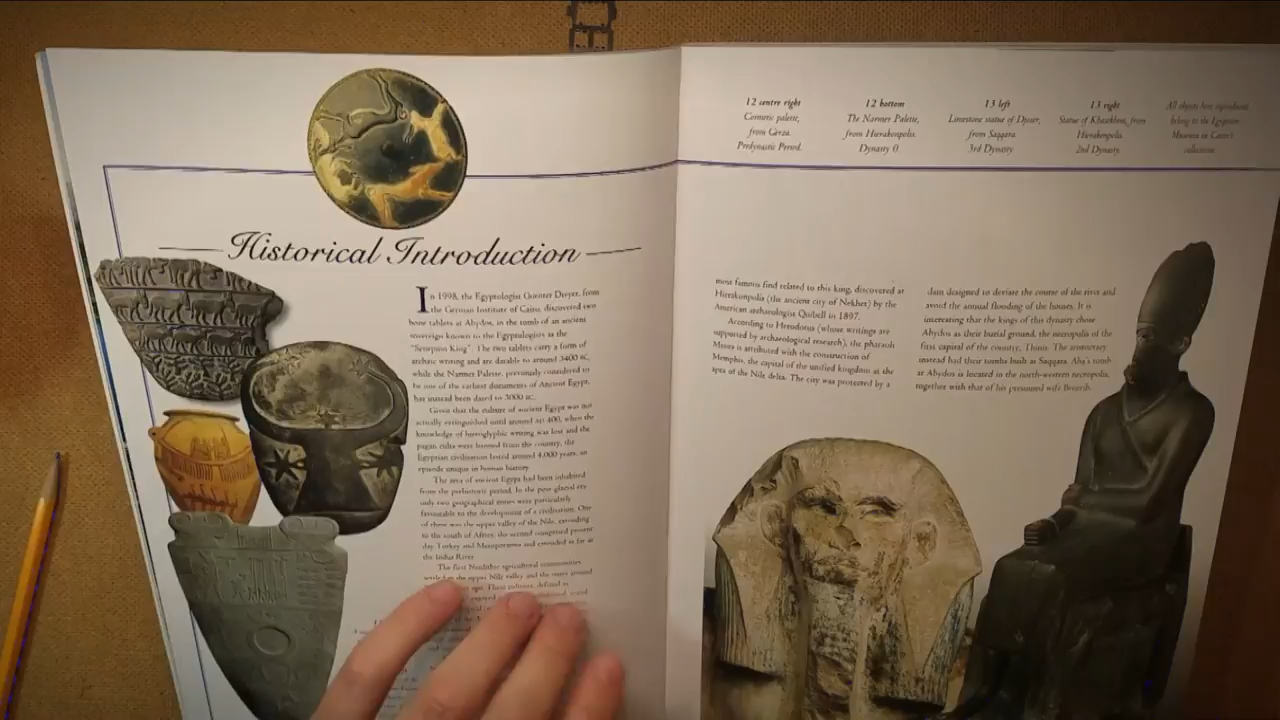 Historical Introduction
In 1998, the Egyptologist Gunter Dreyer, from
the German Institute of Cairo, discovered two
bone tablets at Abydos, in the tomb of an ancient
sovereign known to the Egyptologists as the
"Scorpion King". The two tablets carry a form of
archaic writing and are datable to around 3400 BC,
while the Narmer Palette, previously considered to
be one of the earliest documents of Ancient Egypt,
has instead been dated to 3000 BC.
Given that the culture of ancient Egypt was not
actually extinguished until around AD 400, when the
knowledge of hieroglyphic writing was lost and the
pagan cults were banned from the country, the
Egyptian civilisation lasted around 4,000 years, an
episode unique in human history.
The area of ancient Egypt had been inhabited
from the prehistoric period. In the post-glacial era
only two geographical zones were particularly
favourable to the development of a civilisation. One
of these was the upper valley of the Nile, extending
to the south of Africa, the second comprised present
day Turkey and Mesopotamia and extended as far as
the Indus River.
The first Neolithic agricultural communities
settled in the upper Nile valley and the oases around
12 centre right
Cosmetic palette,
from Gerza.
Predynastic Period.
12 bottom
The Narmer Palette,
from Hierakonpolis.
Dynasty 0.
13 left
Limestone statue of Djoser,
from Saqqara.
3rd Dynasty
13 right
Statue of Khasekhem, from
Hierakonpolis.
2nd Dynasty.
All objects here reproduced
belong to the Egyptian
Museum in Cairo's
collections.
most famous find related to this king, discovered at
Hierakonpolis (the ancient city of Nekhet) by the
American archaeologist Quibell in 1897.
According to Herodotus (whose writings are
supported by archaeological research), the pharaoh
Menes is attributed with the construction of
Memphis, the capital of the unified kingdom at the
apex of the Nile delta. The city was protected by a
dam designed to deviate the course of the river and
avoid the annual flooding of the houses. It is
interesting that the kings of this dynasty chose
Abydos as their burial ground, the necropolis of the
first capital of the country, Thinis. The aristocracy
instead had their tombs built at Saqqara. Aha's tomb
at Abydos is located in the north-western necropolis,
together with that of his presumed wife Benerib.